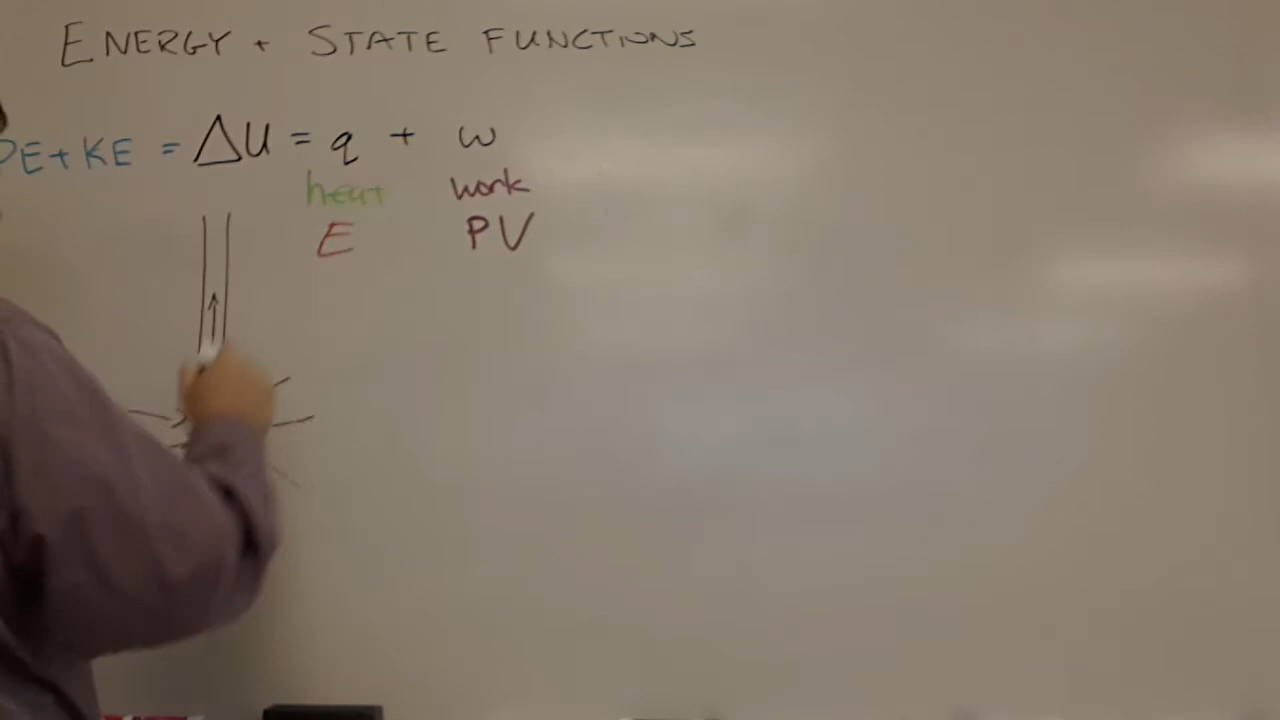 ENERGY + STATE FUNCTIONS
PE + KE = ΔU = q + w
heat work
E PV